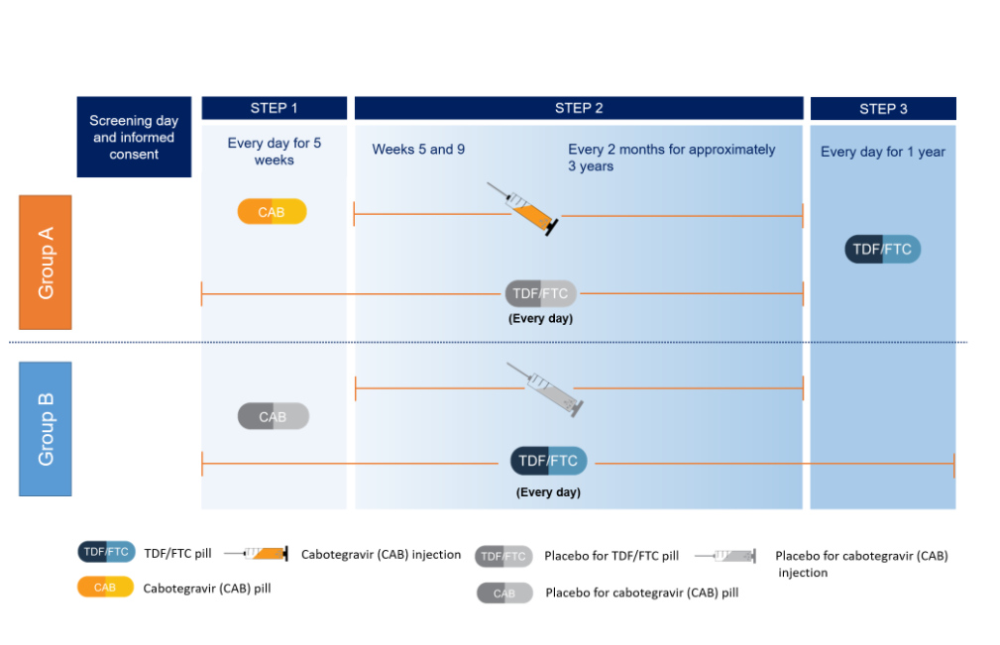 STEP 1
STEP 2
STEP 3
Screening day
and informed
consent
Every day for 5
weeks
Weeks 5 and 9
Every 2 months for approximately
3 years
Every day for 1 year
Group A
CAB
TDF/FTC
TDF/FTC
(Every day)
Group B
CAB
TDF/FTC
(Every day)
TDF/FTC TDF/FTC pill
Cabotegravir (CAB) injection
TDF/FTC Placebo for TDF/FTC pill
Placebo for cabotegravir (CAB)
injection
CAB Cabotegravir (CAB) pill
CAB Placebo for cabotegravir (CAB) pill